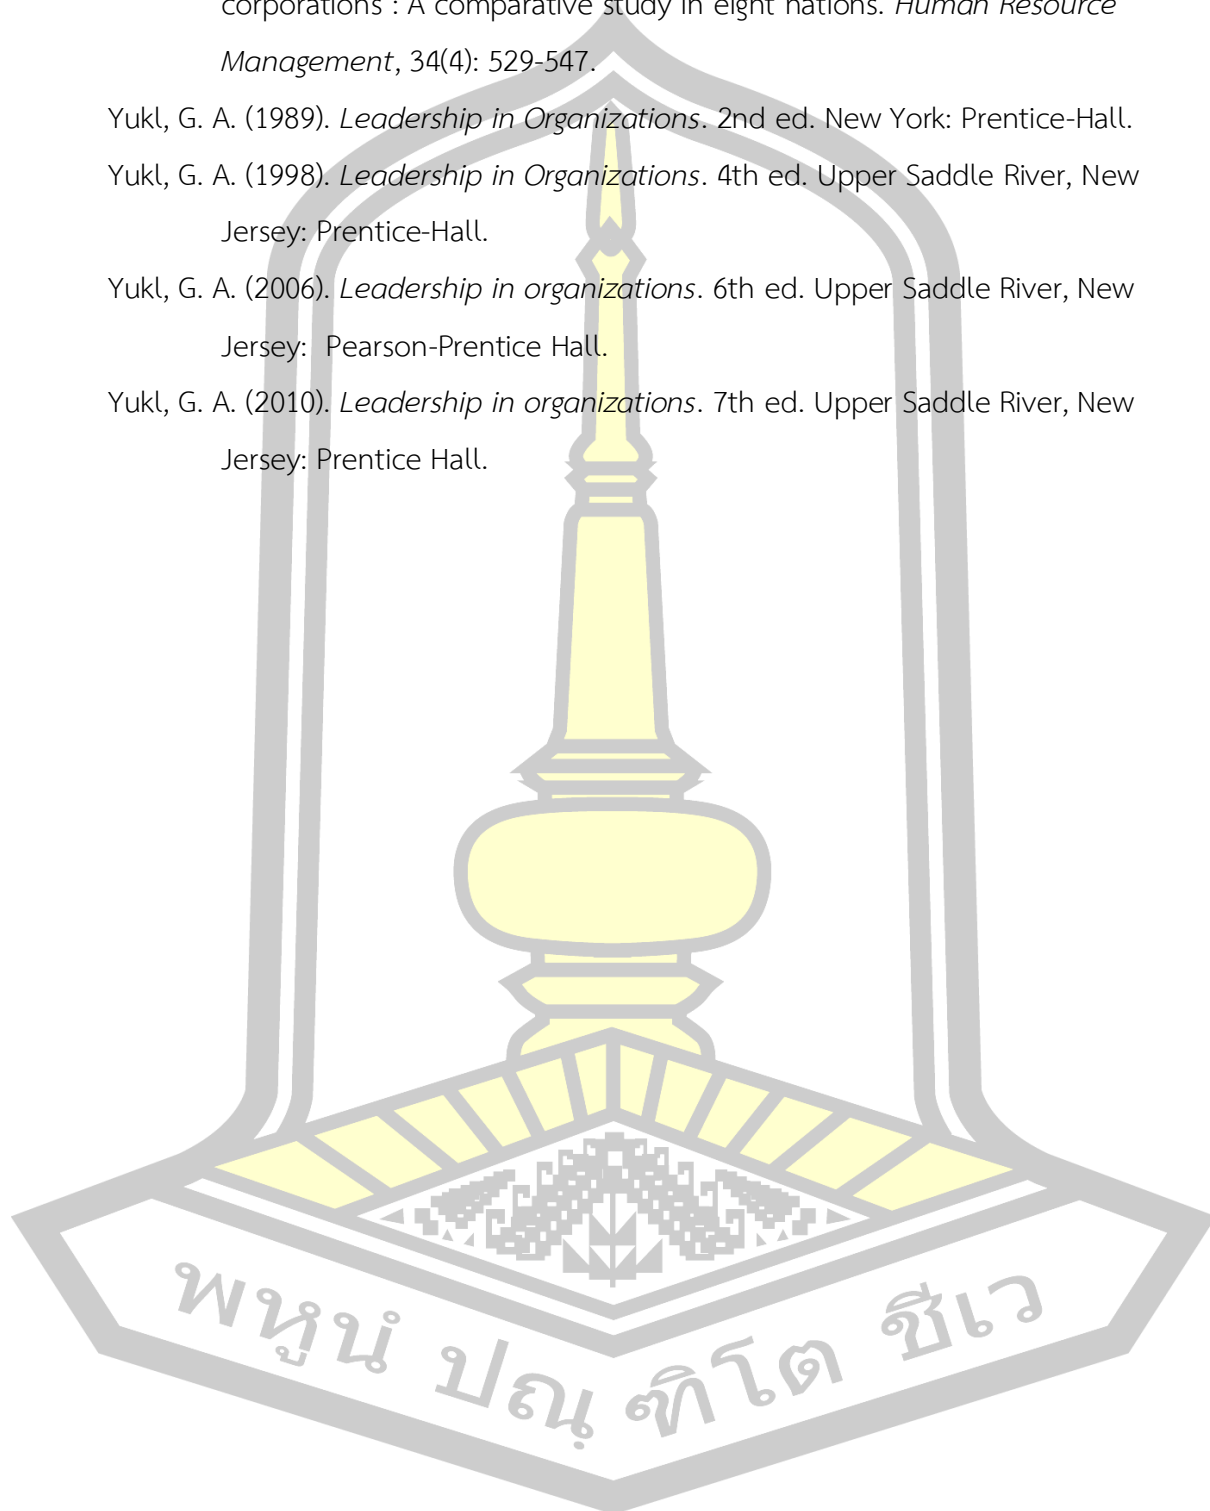 corporations : A comparative study in eight nations. Human Resource
Management, 34(4): 529-547.
Yukl, G. A. (1989). Leadership in Organizations. 2nd ed. New York: Prentice-Hall.
Yukl, G. A. (1998). Leadership in Organizations. 4th ed. Upper Saddle River, New
Jersey: Prentice-Hall.
Yukl, G. A. (2006). Leadership in organizations. 6th ed. Upper Saddle River, New
Jersey:  Pearson-Prentice Hall.
Yukl, G. A. (2010). Leadership in organizations. 7th ed. Upper Saddle River, New
Jersey: Prentice Hall.
พหูนํ ปณฺฑิโต ชีเว